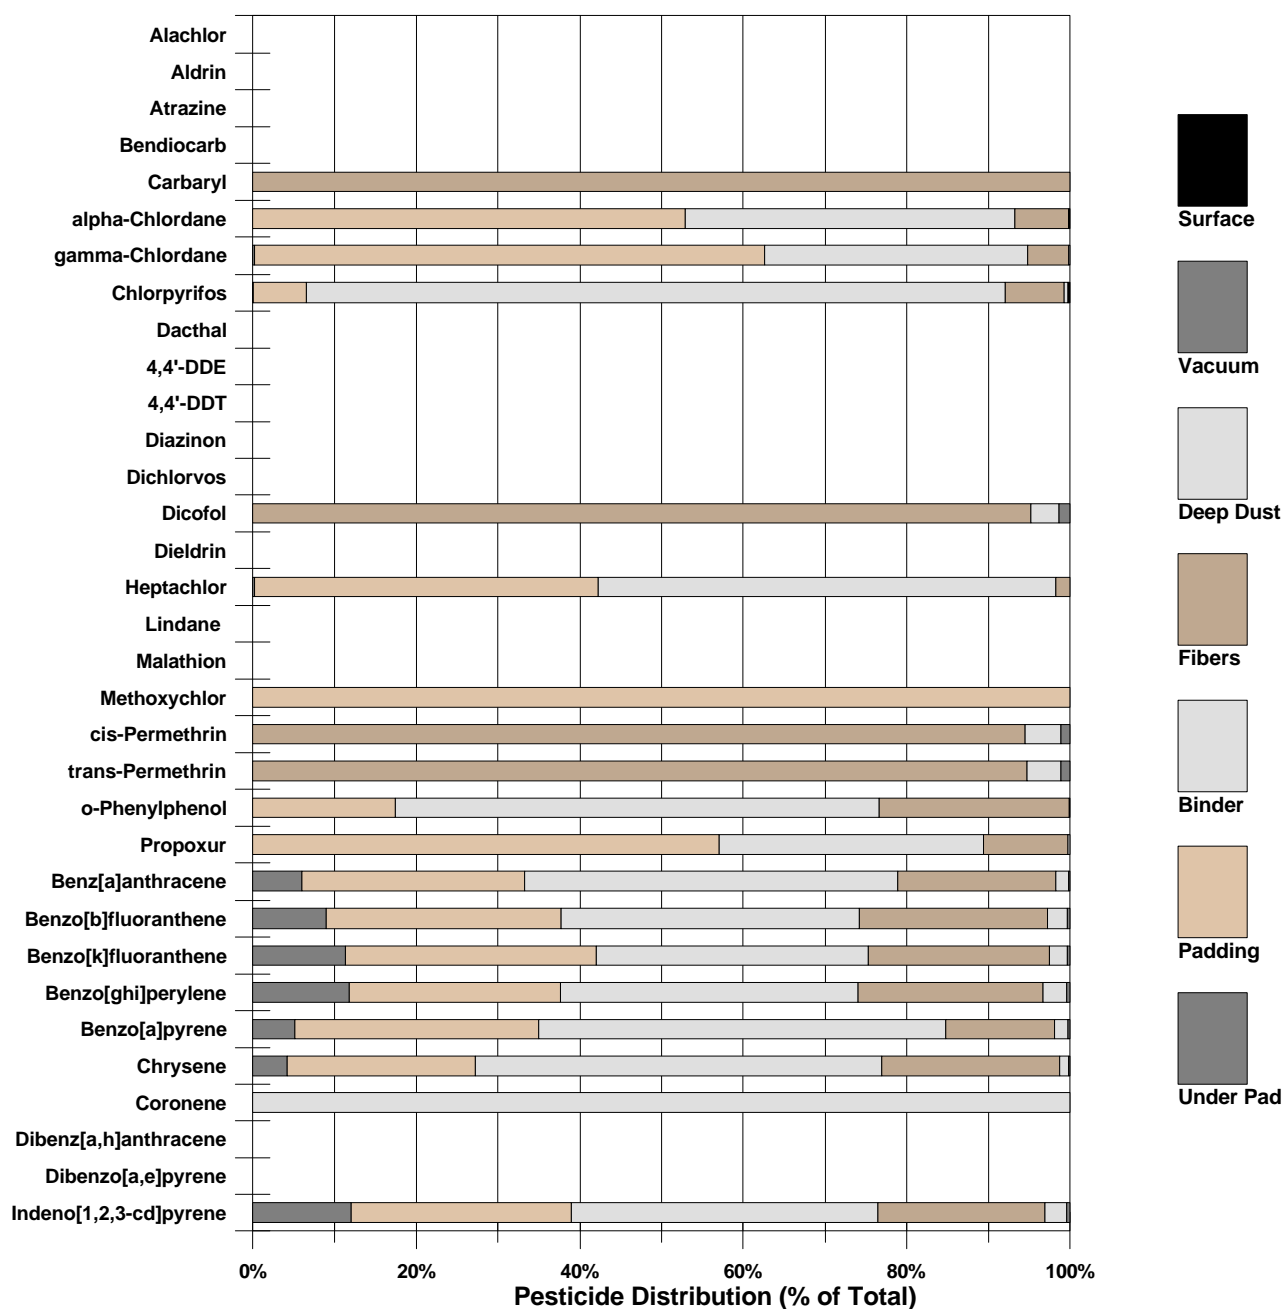 Alachlor
Aldrin
Atrazine
Bendiocarb
Carbaryl
alpha-Chlordane
gamma-Chlordane
Chlorpyrifos
Dacthal
4,4'-DDE
4,4'-DDT
Diazinon
Dichlorvos
Dicofol
Dieldrin
Heptachlor
Lindane
Malathion
Methoxychlor
cis-Permethrin
trans-Permethrin
o-Phenylphenol
Propoxur
Benz[a]anthracene
Benzo[b]fluoranthene
Benzo[k]fluoranthene
Benzo[ghi]perylene
Benzo[a]pyrene
Chrysene
Coronene
Dibenz[a,h]anthracene
Dibenzo[a,e]pyrene
Indeno[1,2,3-cd]pyrene
0% 20% 40% 60% 80% 100%
Pesticide Distribution (% of Total)
Surface
Vacuum
Deep Dust
Fibers
Binder
Padding
Under Pad